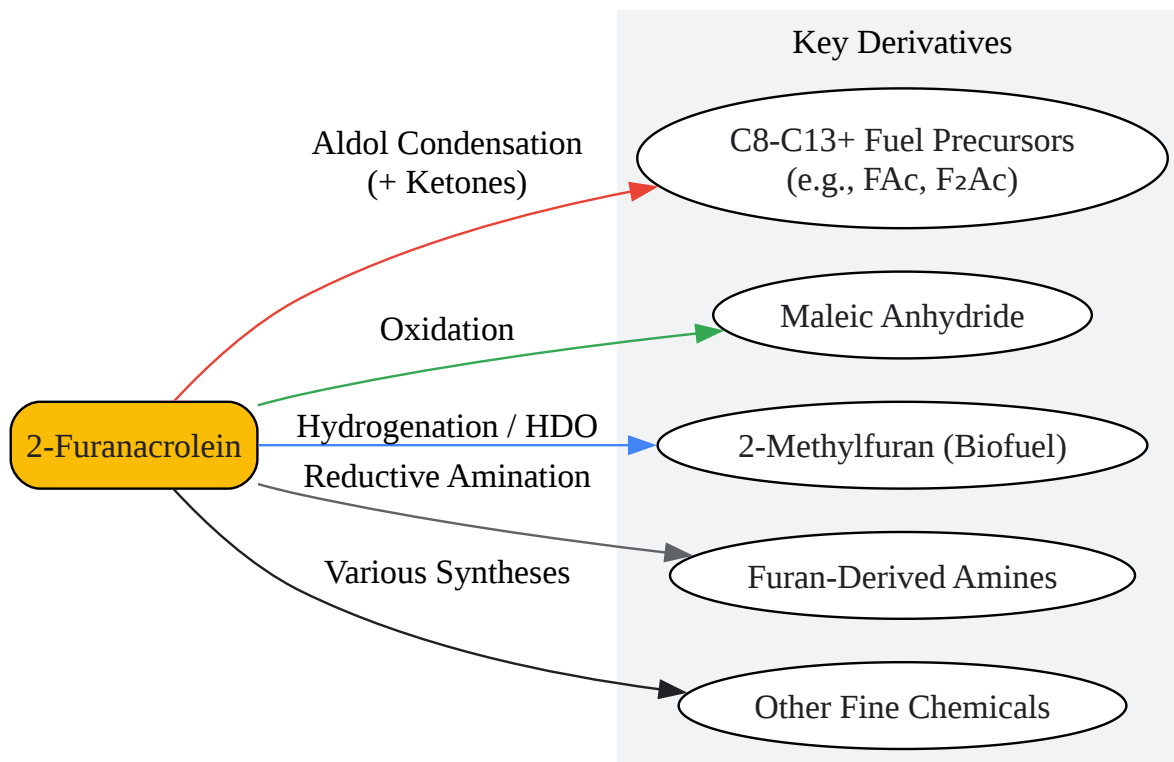 Key Derivatives
Aldol Condensation
(+ Ketones)
C8-C13+ Fuel Precursors
(e.g., FAc, F₂Ac)
Oxidation
Maleic Anhydride
2-Furanacrolein
Hydrogenation / HDO
2-Methylfuran (Biofuel)
Reductive Amination
Furan-Derived Amines
Various Syntheses
Other Fine Chemicals